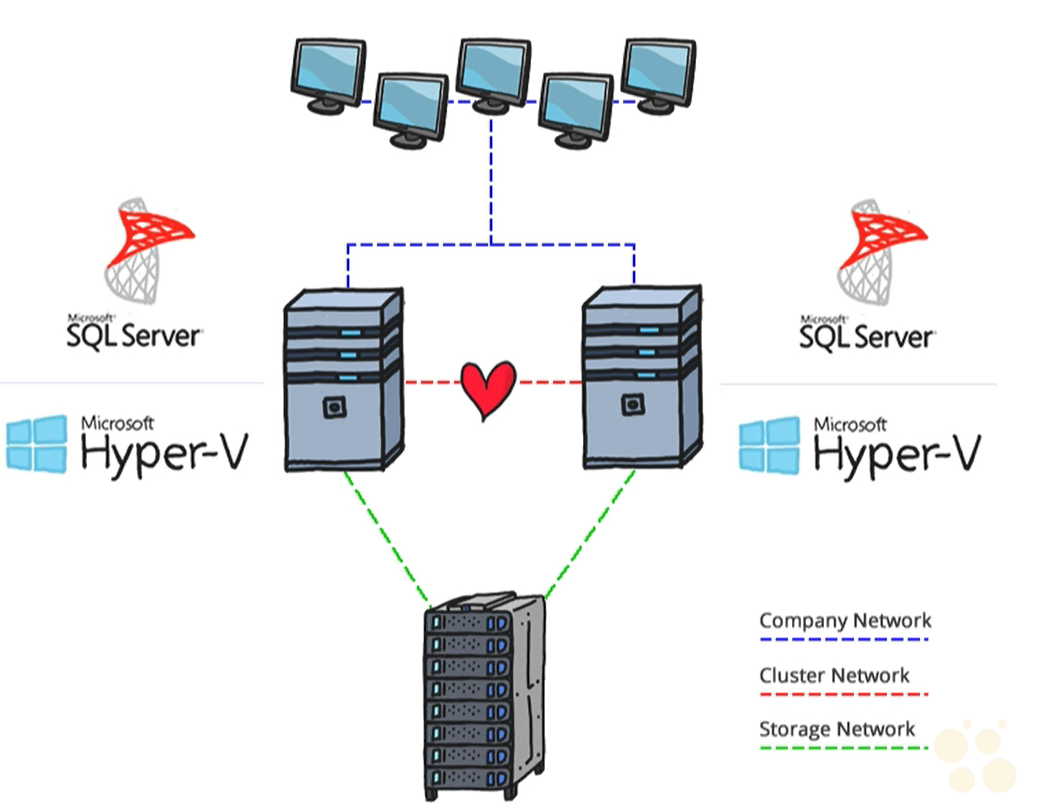 Microsoft
SQL Server
Microsoft
SQL Server
Microsoft
Hyper-V
Microsoft
Hyper-V
Company Network
Cluster Network
Storage Network